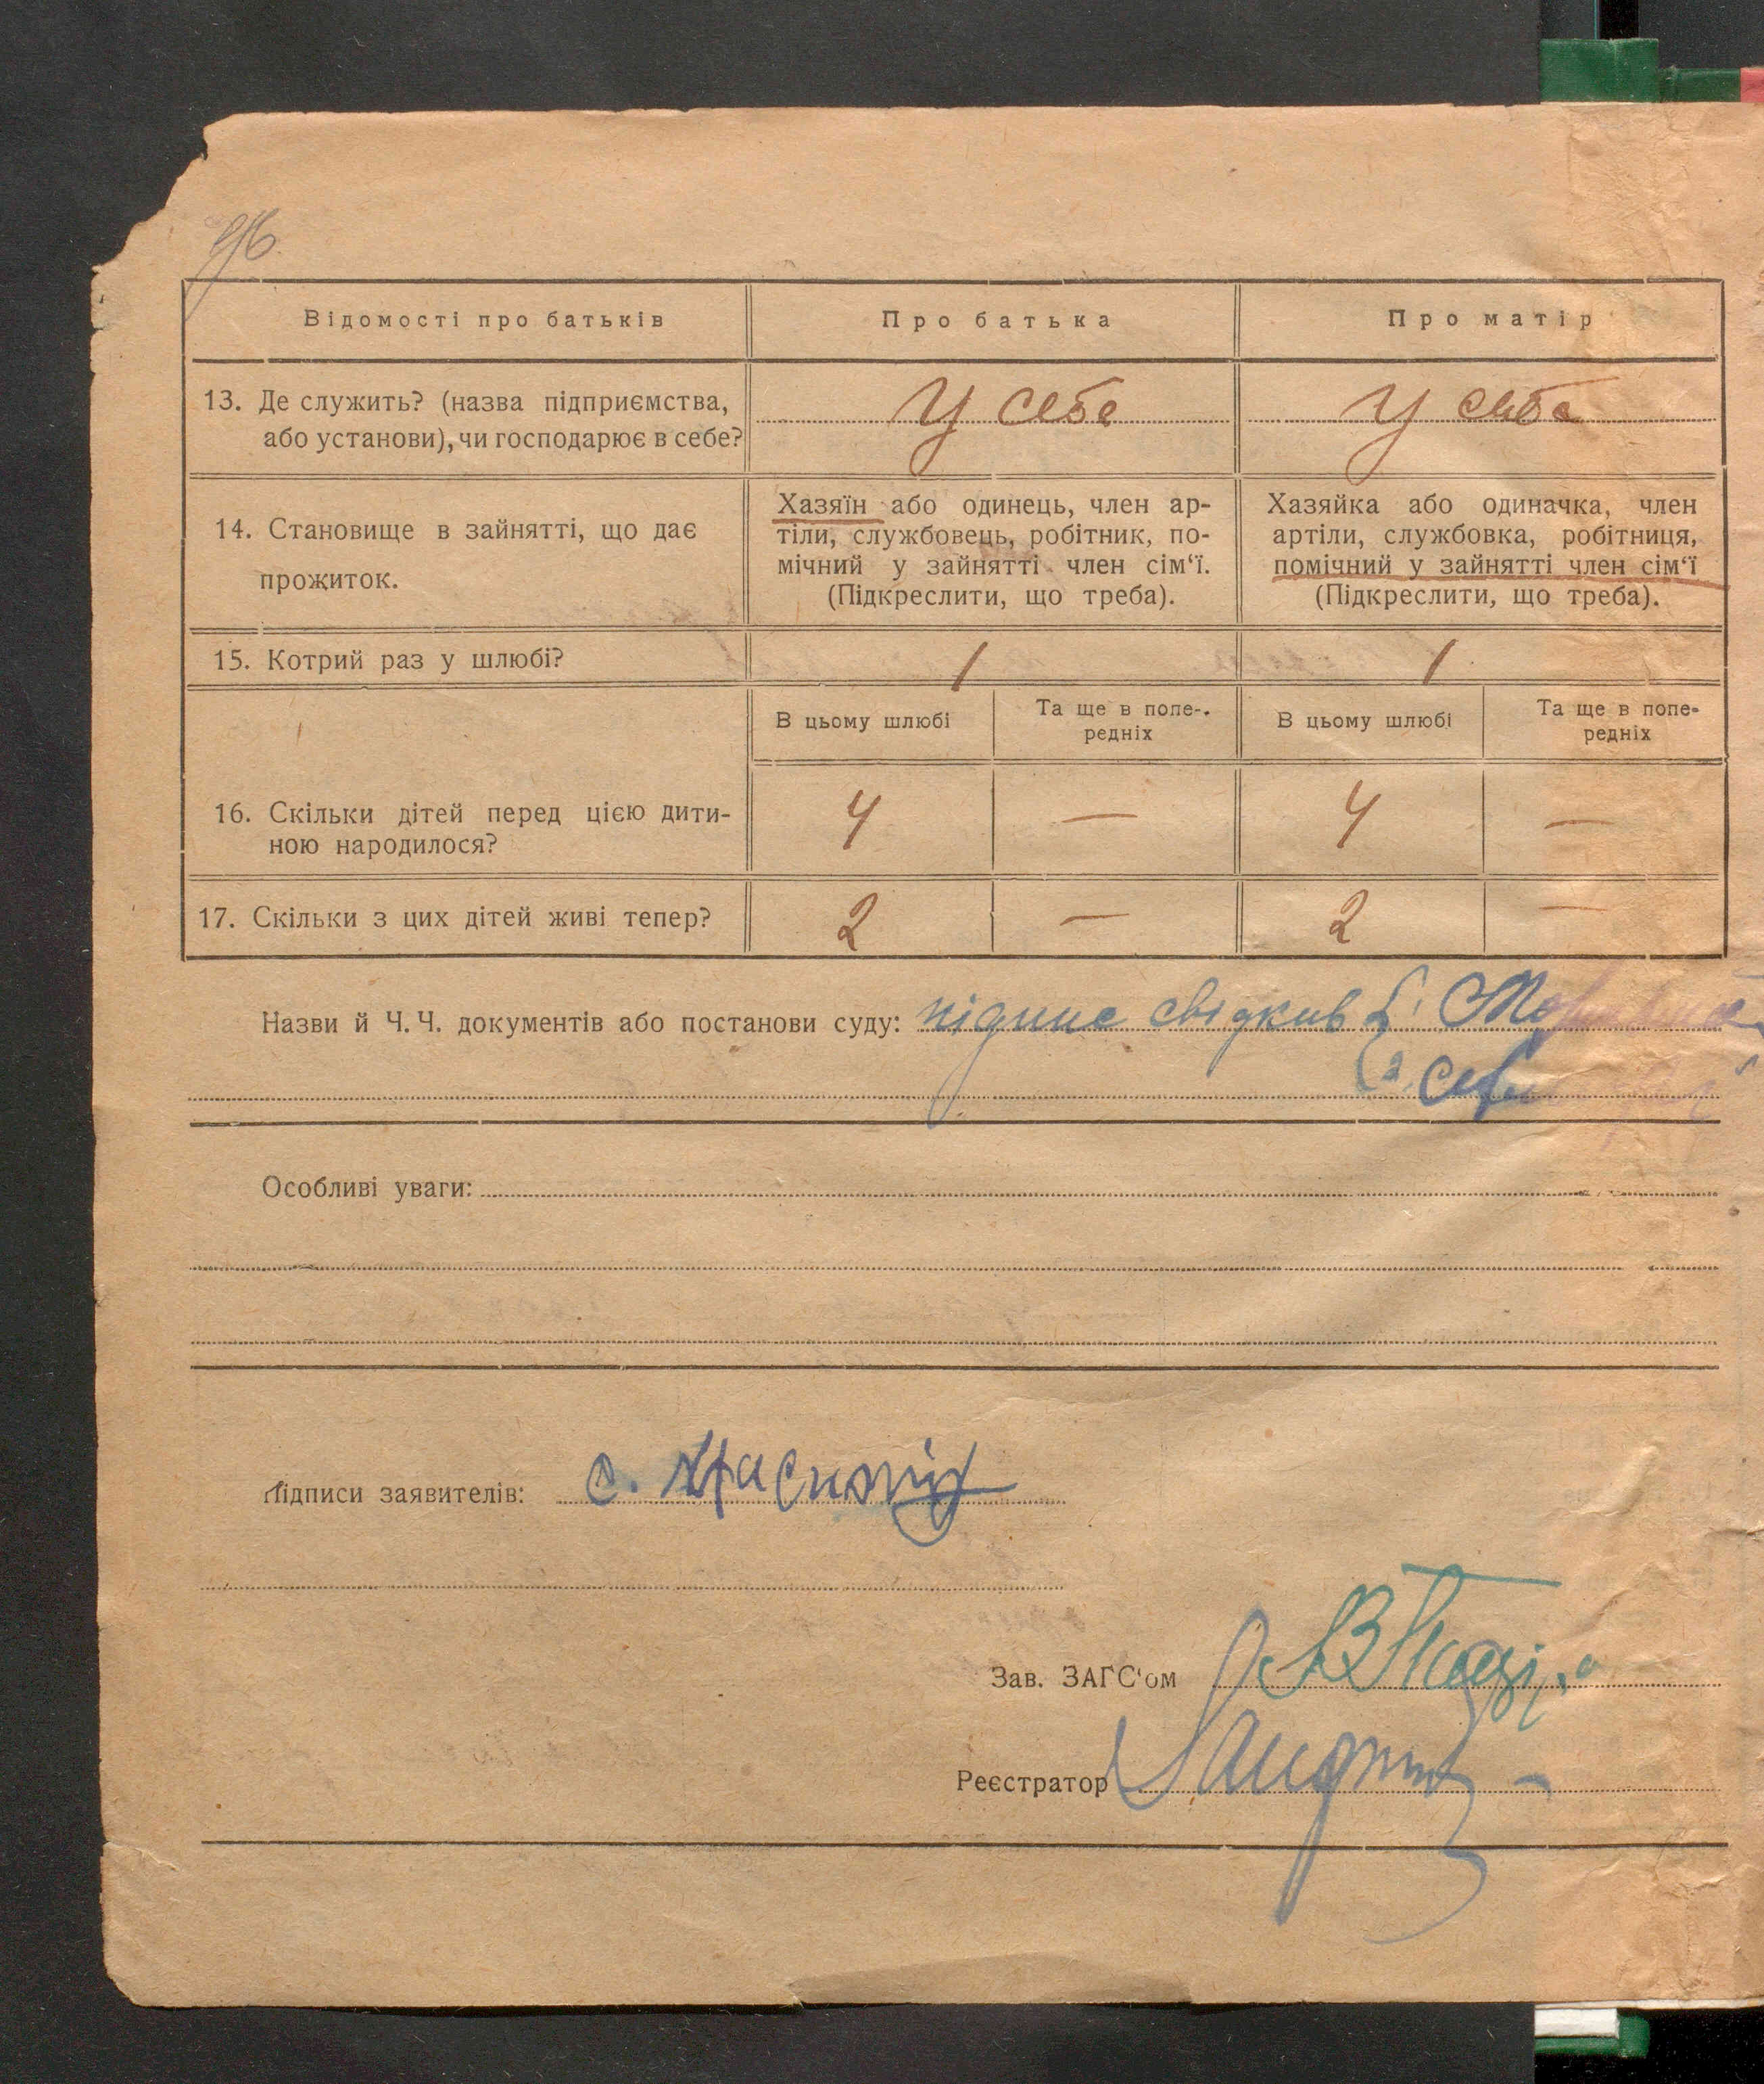 96
Відомості про батьків
Про батька
Про матір
13. Де служить? (назва підприємства,
або установи), чи господарює в себе?
У себе
У себе
14. Становище в зайнятті, що дає
прожиток.
Хазяїн або одинець, член ар-
тіли, службовець, робітник, по-
мічний у зайнятті член сім‘ї.
(Підкреслити, що треба).
Хазяйка або одиначка, член
артіли, службовка, робітниця,
помічний у зайнятті член сім‘ї
(Підкреслити, що треба).
15. Котрий раз у шлюбі?
1
1
В цьому шлюбі
Та ще в попе-
редніх
В цьому шлюбі
Та ще в попе-
редніх
16. Скільки дітей перед цією дити-
ною народилося?
4
—
4
—
17. Скільки з цих дітей живі тепер?
2
—
2
—
Назви й Ч. Ч. документів або постанови суду: підпис свідків
Особливі уваги:
Підписи заявителів: с.
Зав. ЗАГС‘ом
Реєстратор